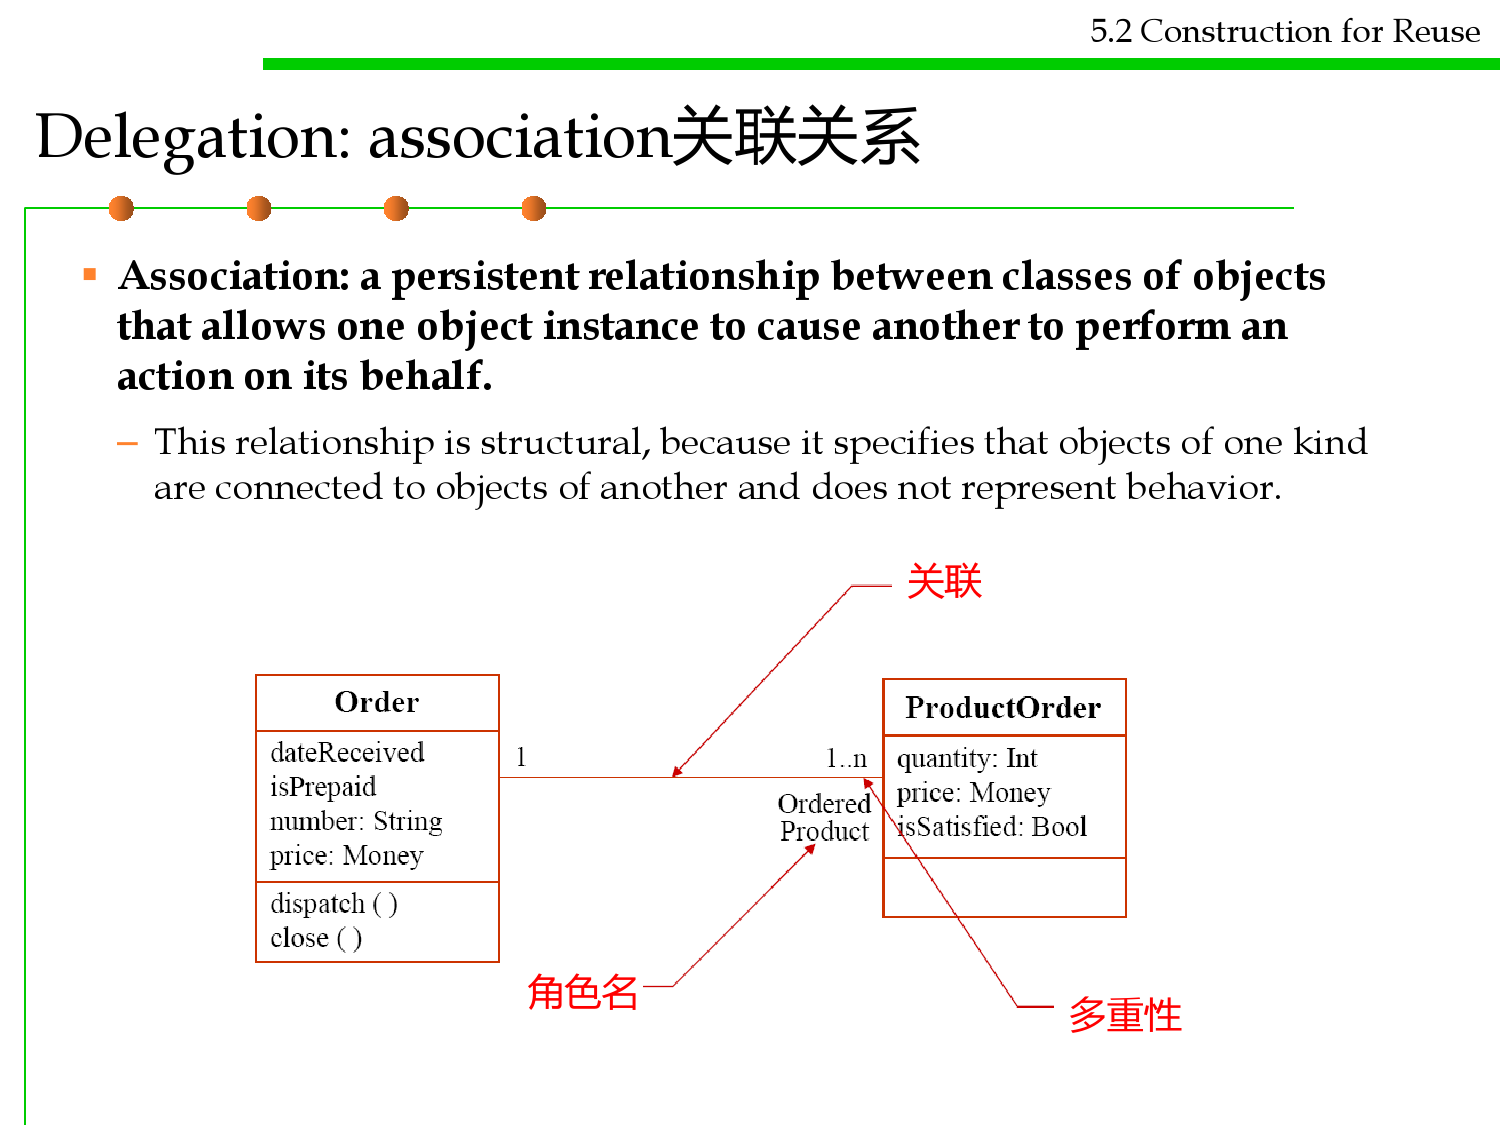 5.2 Construction for Reuse
Delegation: association关联关系
Association: a persistent relationship between classes of objects
that allows one object instance to cause another to perform an
action on its behalf.
– This relationship is structural, because it specifies that objects of one kind
are connected to objects of another and does not represent behavior.
关联
Order
dateReceived
isPrepaid
number: String
price: Money
dispatch ( )
close ( )
1
1..n
Ordered
Product
ProductOrder
quantity: Int
price: Money
isSatisfied: Bool
角色名
多重性